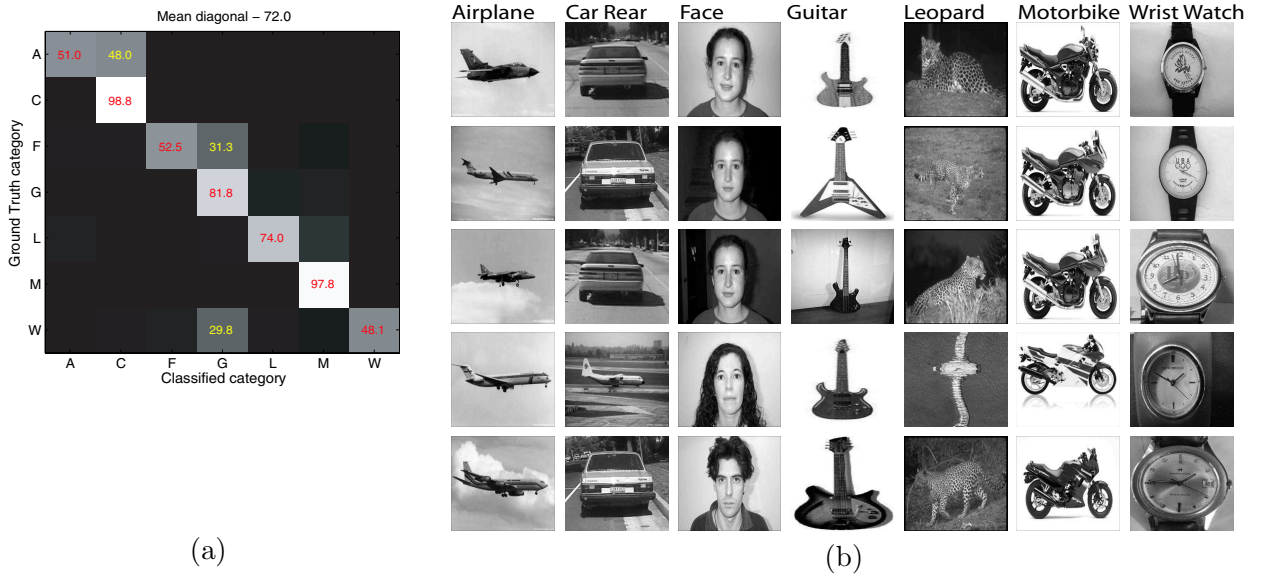 Mean diagonal − 72.0
Ground Truth category
A
C
F
G
L
M
W
51.0 48.0
98.8
52.5 31.3
81.8
74.0
97.8
29.8 48.1
A C F G L M W
Classified category
(a)
Airplane Car Rear Face Guitar Leopard Motorbike Wrist Watch
USA
(b)